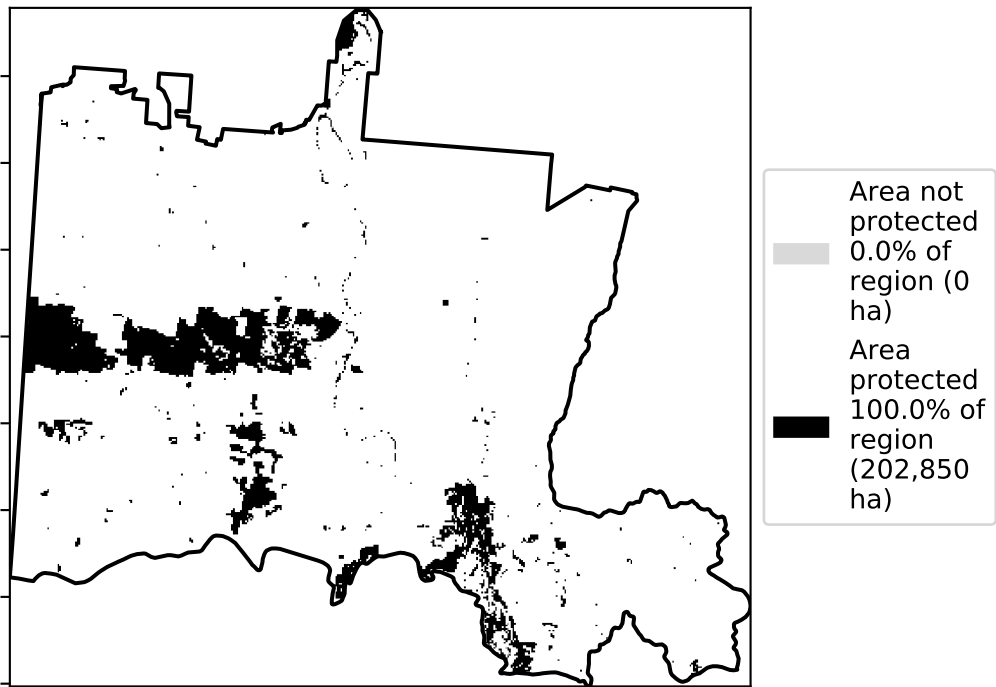 Area not
protected
0.0% of
region (0
ha)
Area
protected
100.0% of
region
(202,850
ha)